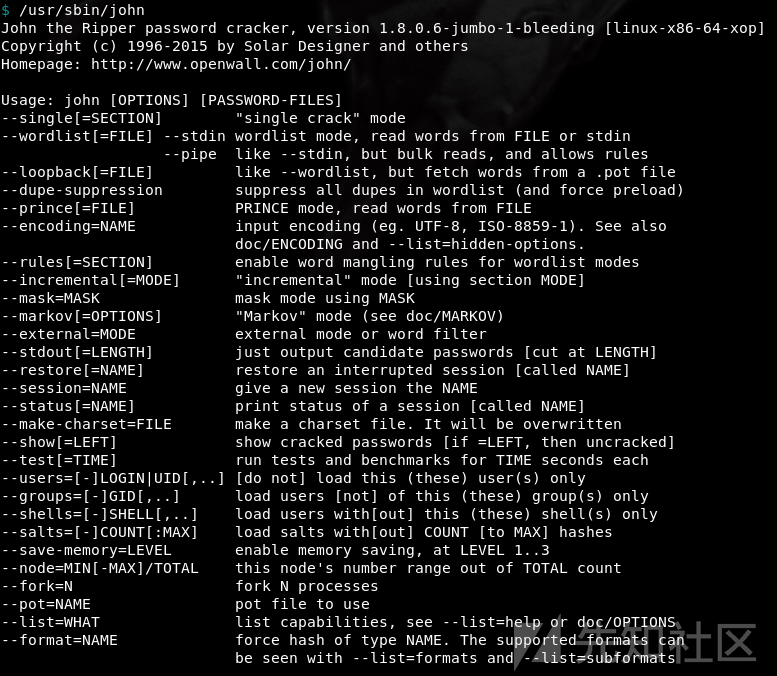 $ /usr/sbin/john
John the Ripper password cracker, version 1.8.0.6-jumbo-1-bleeding [linux-x86-64-xop]
Copyright (c) 1996-2015 by Solar Designer and others
Homepage: http://www.openwall.com/john/

Usage: john [OPTIONS] [PASSWORD-FILES]
--single[=SECTION]        "single crack" mode
--wordlist[=FILE] --stdin wordlist mode, read words from FILE or stdin
                  --pipe  like --stdin, but bulk reads, and allows rules
--loopback[=FILE]         like --wordlist, but fetch words from a .pot file
--dupe-suppression        suppress all dupes in wordlist (and force preload)
--prince[=FILE]           PRINCE mode, read words from FILE
--encoding=NAME           input encoding (eg. UTF-8, ISO-8859-1). See also
                          doc/ENCODING and --list=hidden-options.
--rules[=SECTION]         enable word mangling rules for wordlist modes
--incremental[=MODE]      "incremental" mode [using section MODE]
--mask=MASK               mask mode using MASK
--markov[=OPTIONS]        "Markov" mode (see doc/MARKOV)
--external=MODE           external mode or word filter
--stdout[=LENGTH]         just output candidate passwords [cut at LENGTH]
--restore[=NAME]          restore an interrupted session [called NAME]
--session=NAME            give a new session the NAME
--status[=NAME]           print status of a session [called NAME]
--make-charset=FILE       make a charset file. It will be overwritten
--show[=LEFT]             show cracked passwords [if =LEFT, then uncracked]
--test[=TIME]             run tests and benchmarks for TIME seconds each
--users=[-]LOGIN|UID[,..] [do not] load this (these) user(s) only
--groups=[-]GID[,..]      load users [not] of this (these) group(s) only
--shells=[-]SHELL[,..]    load users with[out] this (these) shell(s) only
--salts=[-]COUNT[:MAX]    load salts with[out] COUNT [to MAX] hashes
--save-memory=LEVEL       enable memory saving, at LEVEL 1..3
--node=MIN[-MAX]/TOTAL    this node's number range out of TOTAL count
--fork=N                  fork N processes
--pot=NAME                pot file to use
--list=WHAT               list capabilities, see --list=help or doc/OPTIONS
--format=NAME             force hash of type NAME. The supported formats can
                          be seen with --list=formats and --list=subformats
先知社区